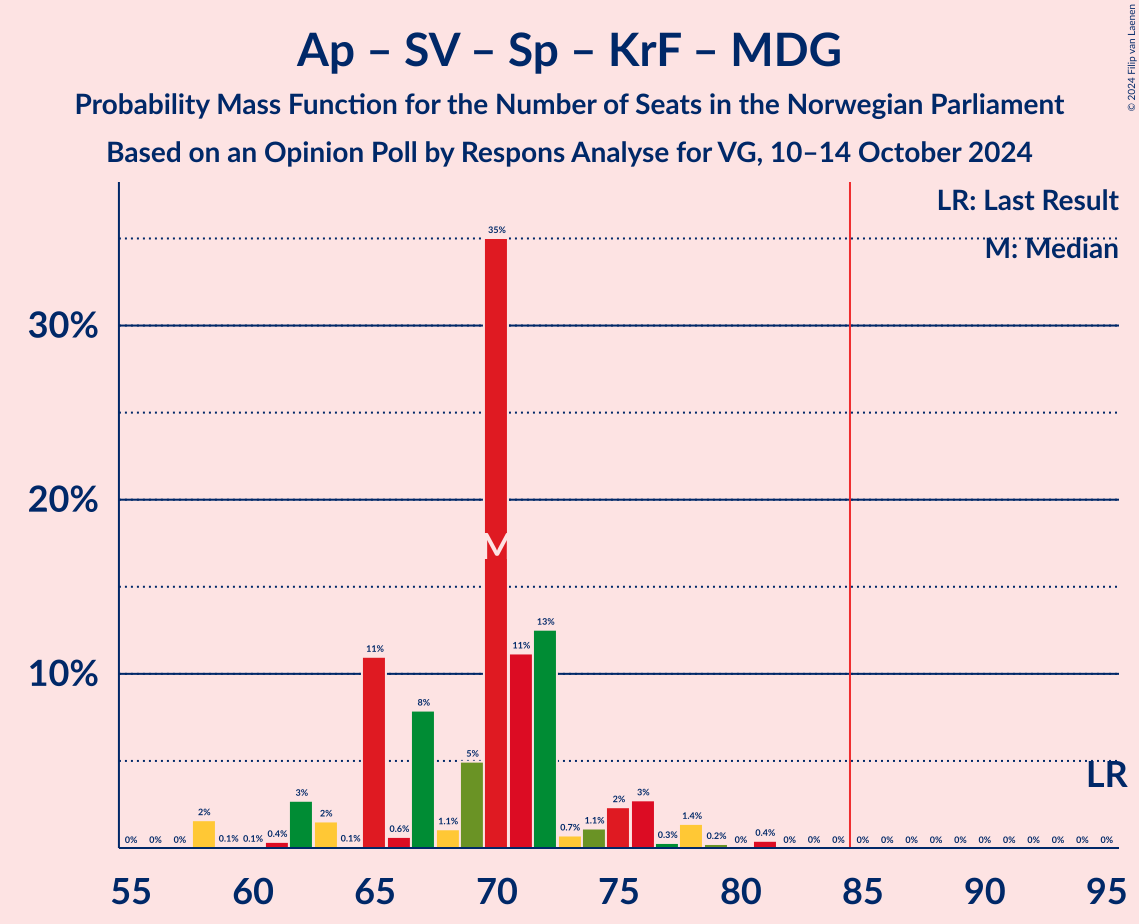 Ap – SV – Sp – KrF – MDG
Probability Mass Function for the Number of Seats in the Norwegian Parliament
Based on an Opinion Poll by Respons Analyse for VG, 10–14 October 2024
© 2024 Filip van Laenen
LR: Last Result
M: Median
30%
20%
10%
35%
M
LR
0% 0% 0% 2% 0.1% 0.1% 0.4% 3% 2% 0.1% 11% 0.6% 8% 1.1% 5% 11% 13% 0.7% 1.1% 2% 3% 0.3% 1.4% 0.2% 0% 0.4% 0% 0% 0% 0% 0% 0% 0% 0% 0% 0% 0% 0% 0% 0%
55 60 65 70 75 80 85 90 95